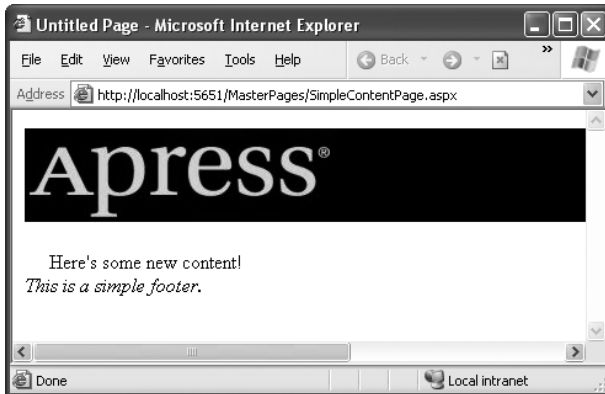 Untitled Page - Microsoft Internet Explorer
File Edit View Favorites Tools Help Back »
Address http://localhost:5651/MasterPages/SimpleContentPage.aspx
Apress®
Here's some new content!
This is a simple footer.
Done Local intranet